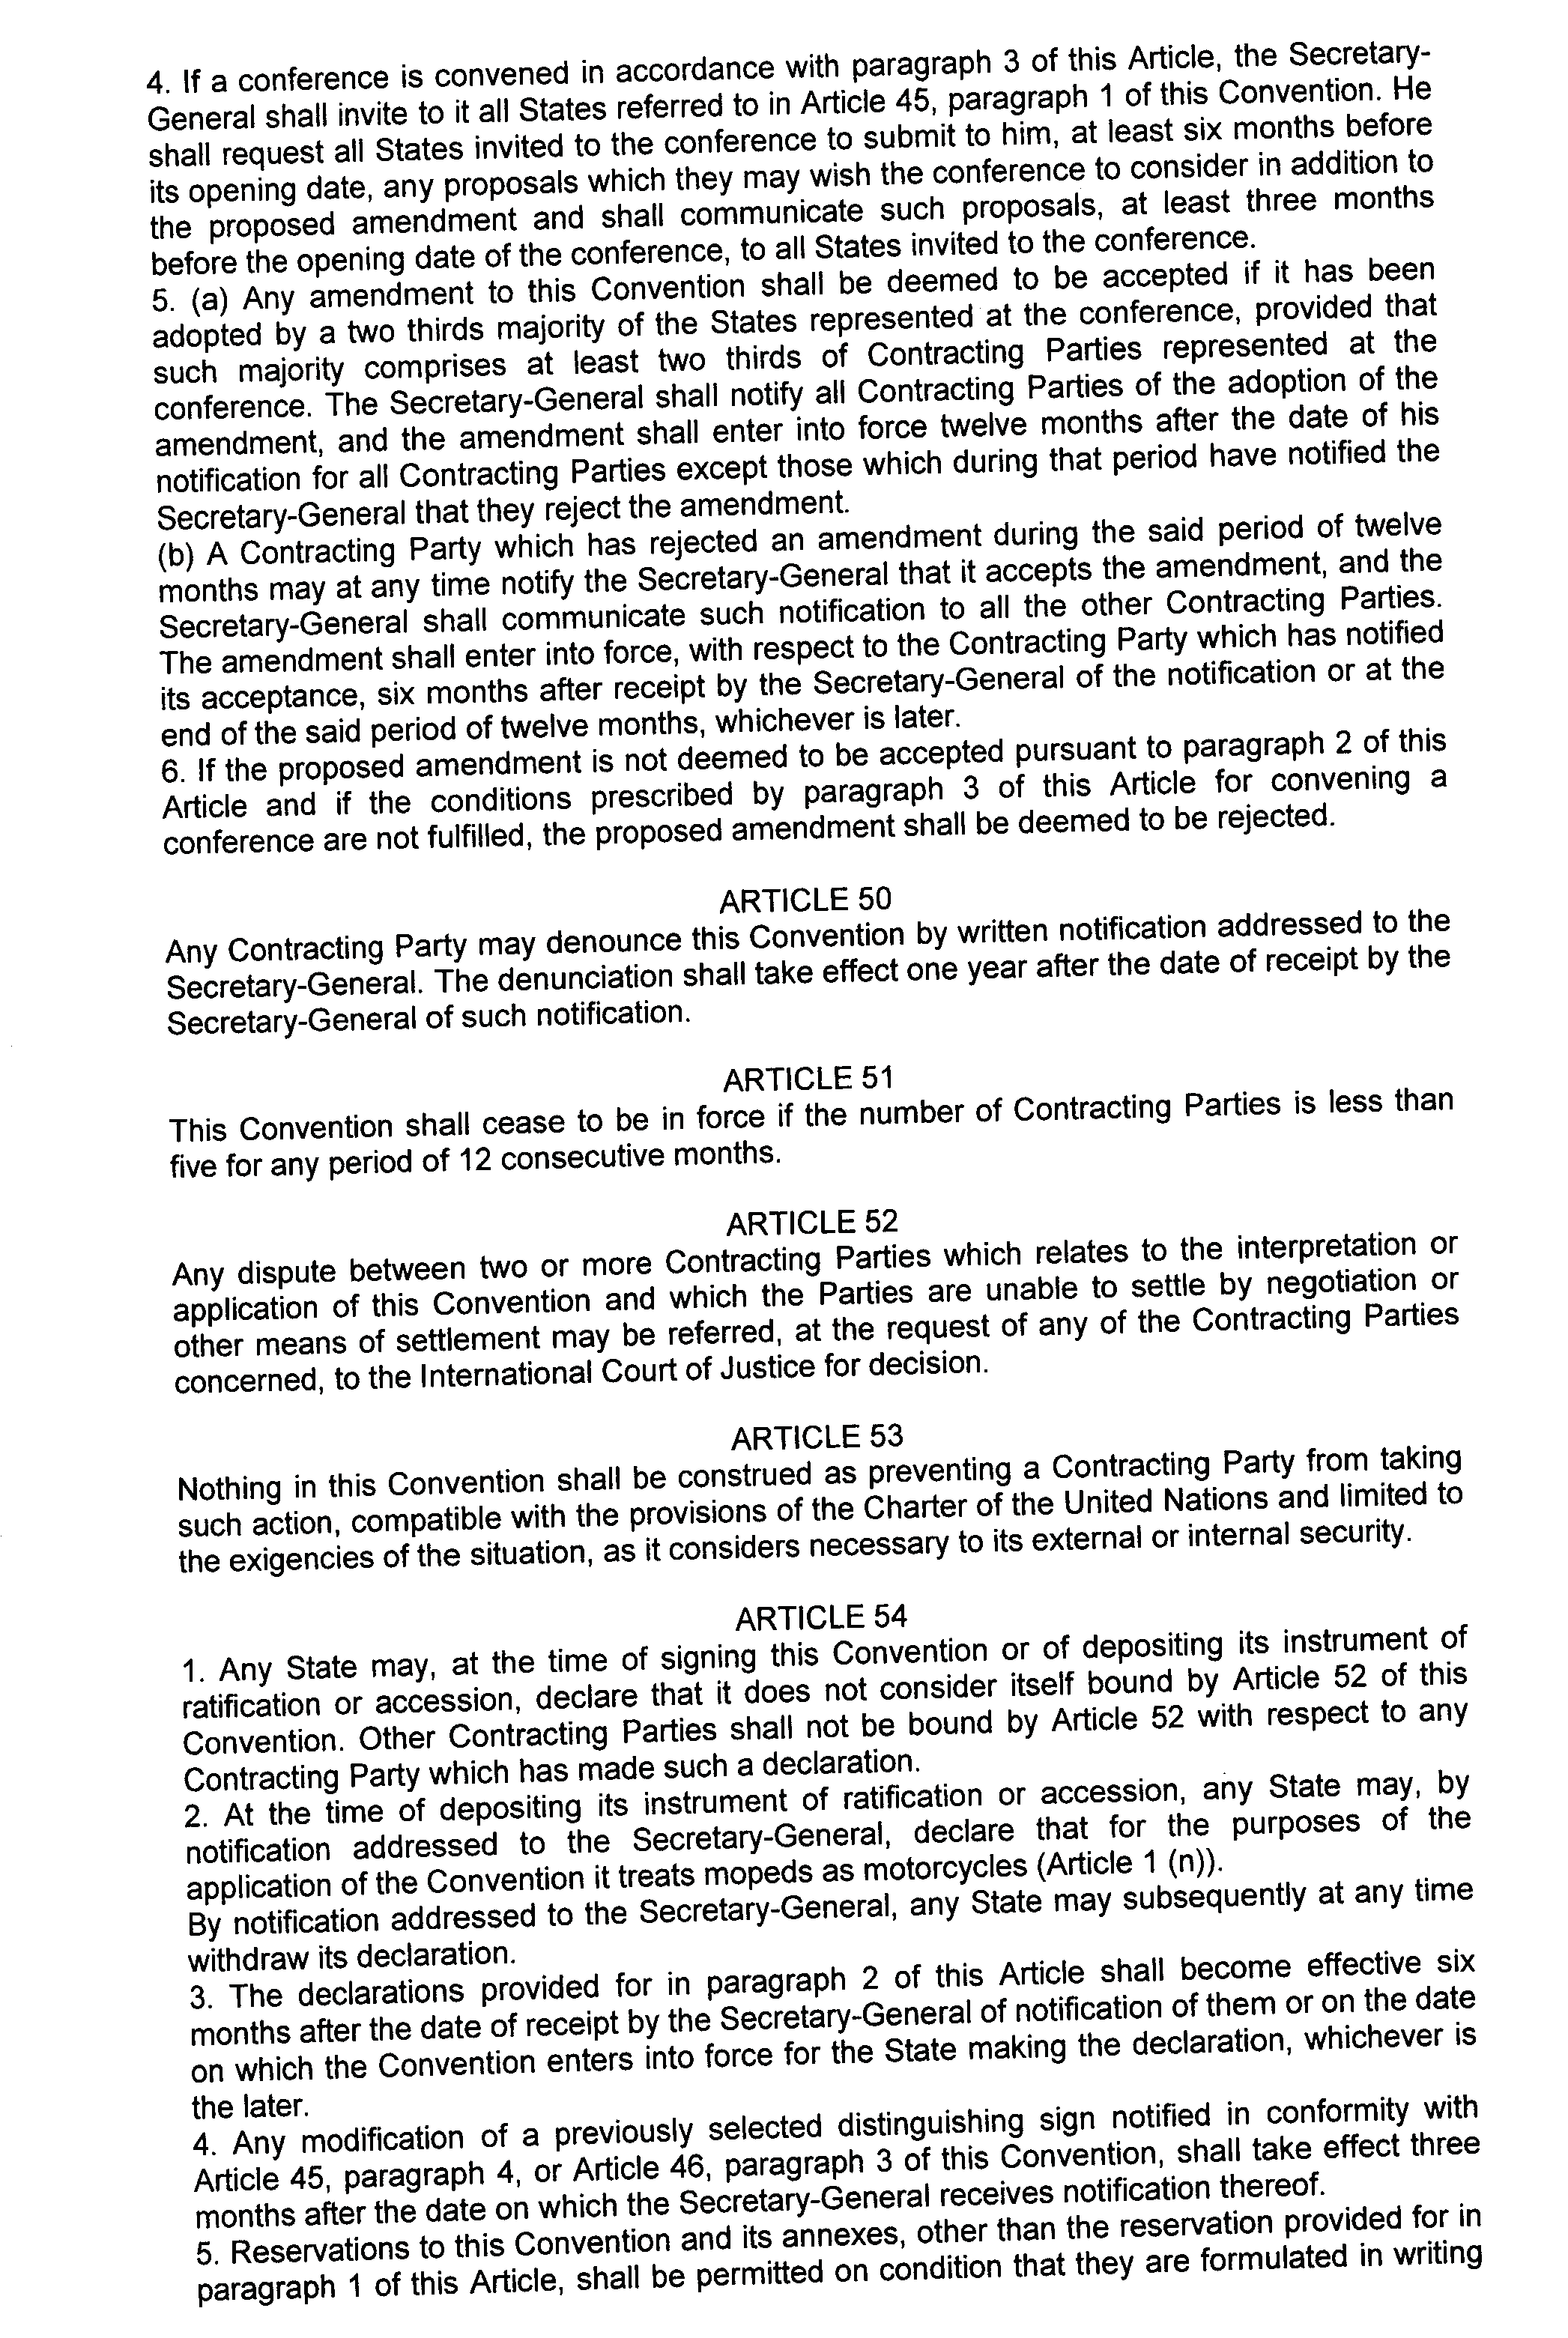 4. If a conference is convened in accordance with paragraph 3 of this Article, the Secretary-
General shall invite to it all States referred to in Article 45, paragraph 1 of this Convention. He
shall request all States invited to the conference to submit to him, at least six months before
its opening date, any proposals which they may wish the conference to consider in addition to
the proposed amendment and shall communicate such proposals, at least three months
before the opening date of the conference, to all States invited to the conference.
5. (a) Any amendment to this Convention shall be deemed to be accepted if it has been
adopted by a two thirds majority of the States represented at the conference, provided that
such majority comprises at least two thirds of Contracting Parties represented at the
conference. The Secretary-General shall notify all Contracting Parties of the adoption of the
amendment, and the amendment shall enter into force twelve months after the date of his
notification for all Contracting Parties except those which during that period have notified the
Secretary-General that they reject the amendment.
(b) A Contracting Party which has rejected an amendment during the said period of twelve
months may at any time notify the Secretary-General that it accepts the amendment, and the
Secretary-General shall communicate such notification to all the other Contracting Parties.
The amendment shall enter into force, with respect to the Contracting Party which has notified
its acceptance, six months after receipt by the Secretary-General of the notification or at the
end of the said period of twelve months, whichever is later.
6. If the proposed amendment is not deemed to be accepted pursuant to paragraph 2 of this
Article and if the conditions prescribed by paragraph 3 of this Article for convening a
conference are not fulfilled, the proposed amendment shall be deemed to be rejected.
ARTICLE 50
Any Contracting Party may denounce this Convention by written notification addressed to the
Secretary-General. The denunciation shall take effect one year after the date of receipt by the
Secretary-General of such notification.
ARTICLE 51
This Convention shall cease to be in force if the number of Contracting Parties is less than
five for any period of 12 consecutive months.
ARTICLE 52
Any dispute between two or more Contracting Parties which relates to the interpretation or
application of this Convention and which the Parties are unable to settle by negotiation or
other means of settlement may be referred, at the request of any of the Contracting Parties
concerned, to the International Court of Justice for decision.
ARTICLE 53
Nothing in this Convention shall be construed as preventing a Contracting Party from taking
such action, compatible with the provisions of the Charter of the United Nations and limited to
the exigencies of the situation, as it considers necessary to its external or internal security.
ARTICLE 54
1. Any State may, at the time of signing this Convention or of depositing its instrument of
ratification or accession, declare that it does not consider itself bound by Article 52 of this
Convention. Other Contracting Parties shall not be bound by Article 52 with respect to any
Contracting Party which has made such a declaration.
2. At the time of depositing its instrument of ratification or accession, any State may, by
notification addressed to the Secretary-General, declare that for the purposes of the
application of the Convention it treats mopeds as motorcycles (Article 1 (n)).
By notification addressed to the Secretary-General, any State may subsequently at any time
withdraw its declaration.
3. The declarations provided for in paragraph 2 of this Article shall become effective six
months after the date of receipt by the Secretary-General of notification of them or on the date
on which the Convention enters into force for the State making the declaration, whichever is
the later.
4. Any modification of a previously selected distinguishing sign notified in conformity with
Article 45, paragraph 4, or Article 46, paragraph 3 of this Convention, shall take effect three
months after the date on which the Secretary-General receives notification thereof.
5. Reservations to this Convention and its annexes, other than the reservation provided for in
paragraph 1 of this Article, shall be permitted on condition that they are formulated in writing